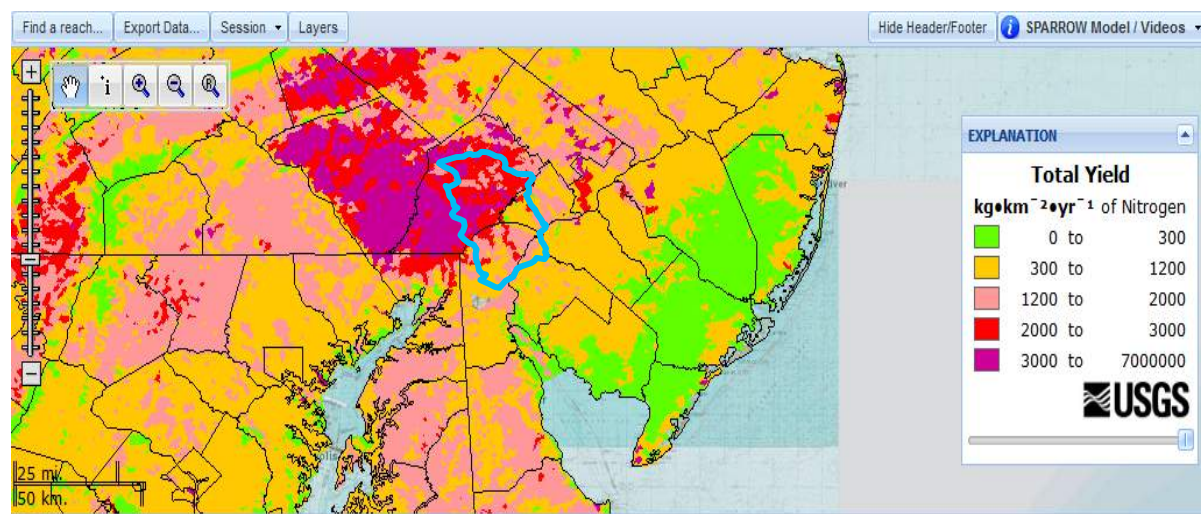 Find a reach...
Export Data...
Session
Layers
Hide Header/Footer
i SPARROW Model / Videos
i
R
EXPLANATION
Total Yield
kg•km⁻²•yr⁻¹ of Nitrogen
0 to 300
300 to 1200
1200 to 2000
2000 to 3000
3000 to 7000000
USGS
25 mi.
50 km.